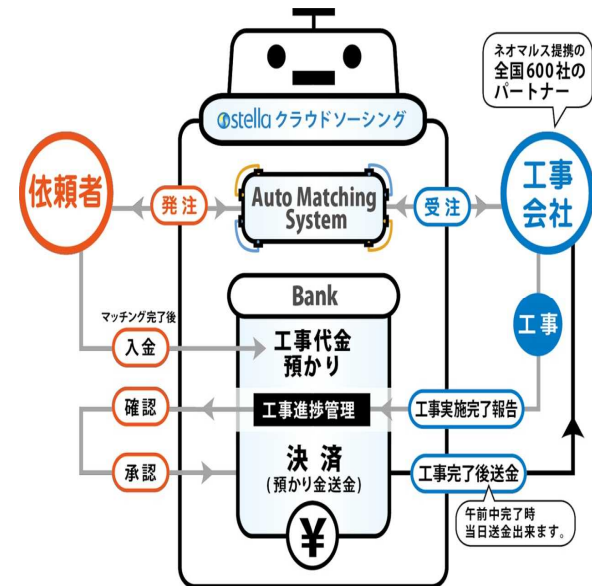 ネオマルス提携の
全国600社の
パートナー
stella クラウドソーシング
依頼者
発注
Auto Matching
System
受注
工事
会社
Bank
工事
マッチング完了後
入金
工事代金
預かり
確認
工事進捗管理
工事実施完了報告
承認
決済
(預かり金送金)
工事完了後送金
¥
午前中完了時
当日送金出来ます。